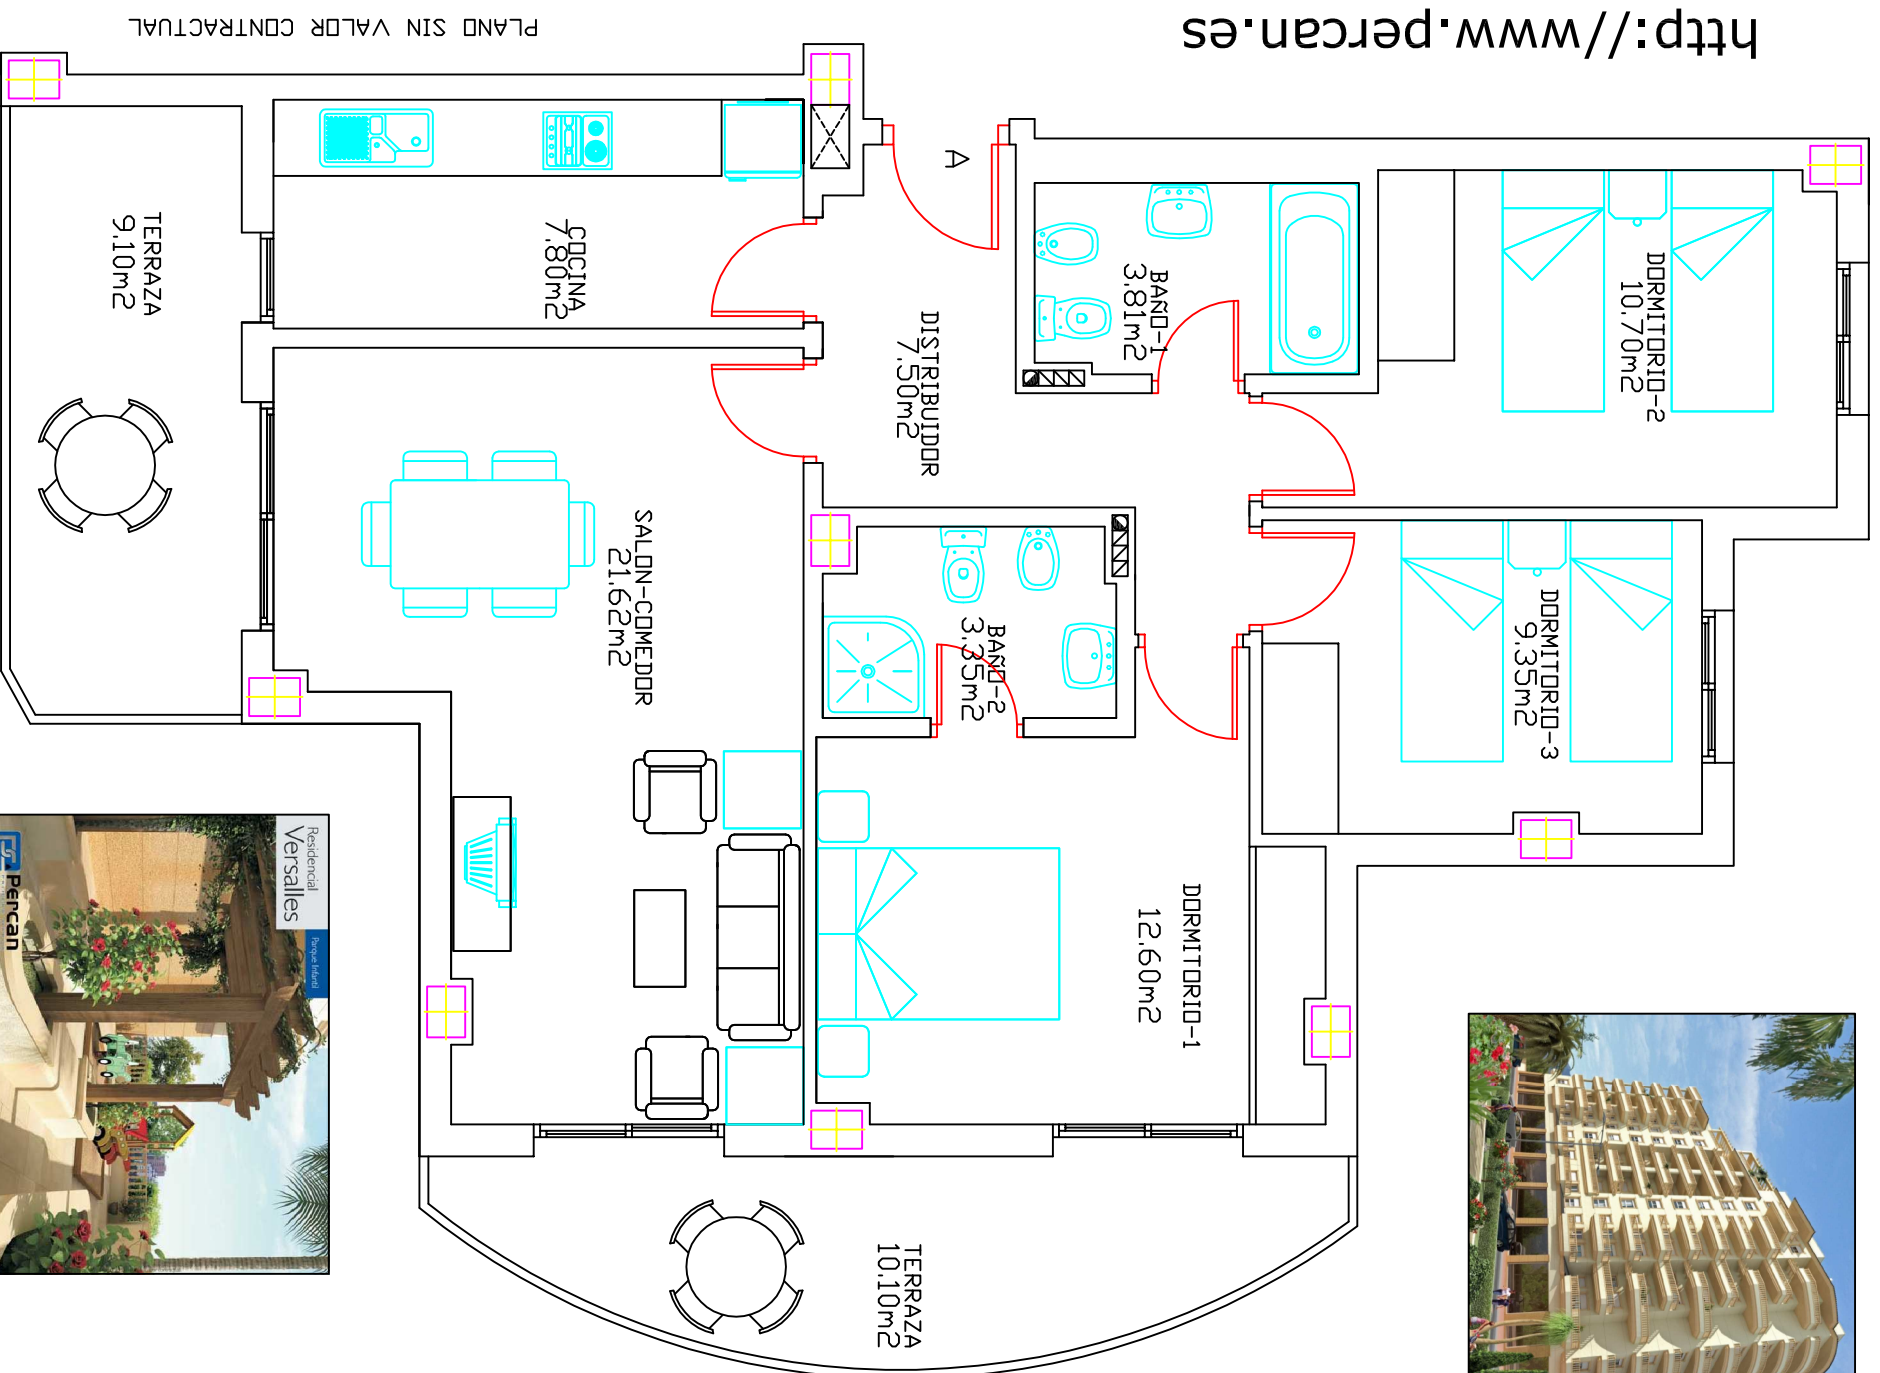 PLANO SIN VALOR CONTRACTUAL
http://www.percan.es
A
TERRAZA
9.10m2
COCINA
7.80m2
DISTRIBUIDOR
7.50m2
BAÑO-1
3.81m2
DORMITORIO-2
10.70m2
SALON-COMEDOR
21.62m2
BAÑO-2
3.35m2
DORMITORIO-3
9.35m2
DORMITORIO-1
12.60m2
TERRAZA
10.10m2
Residencial
Versalles
Parque Infantil
Percan